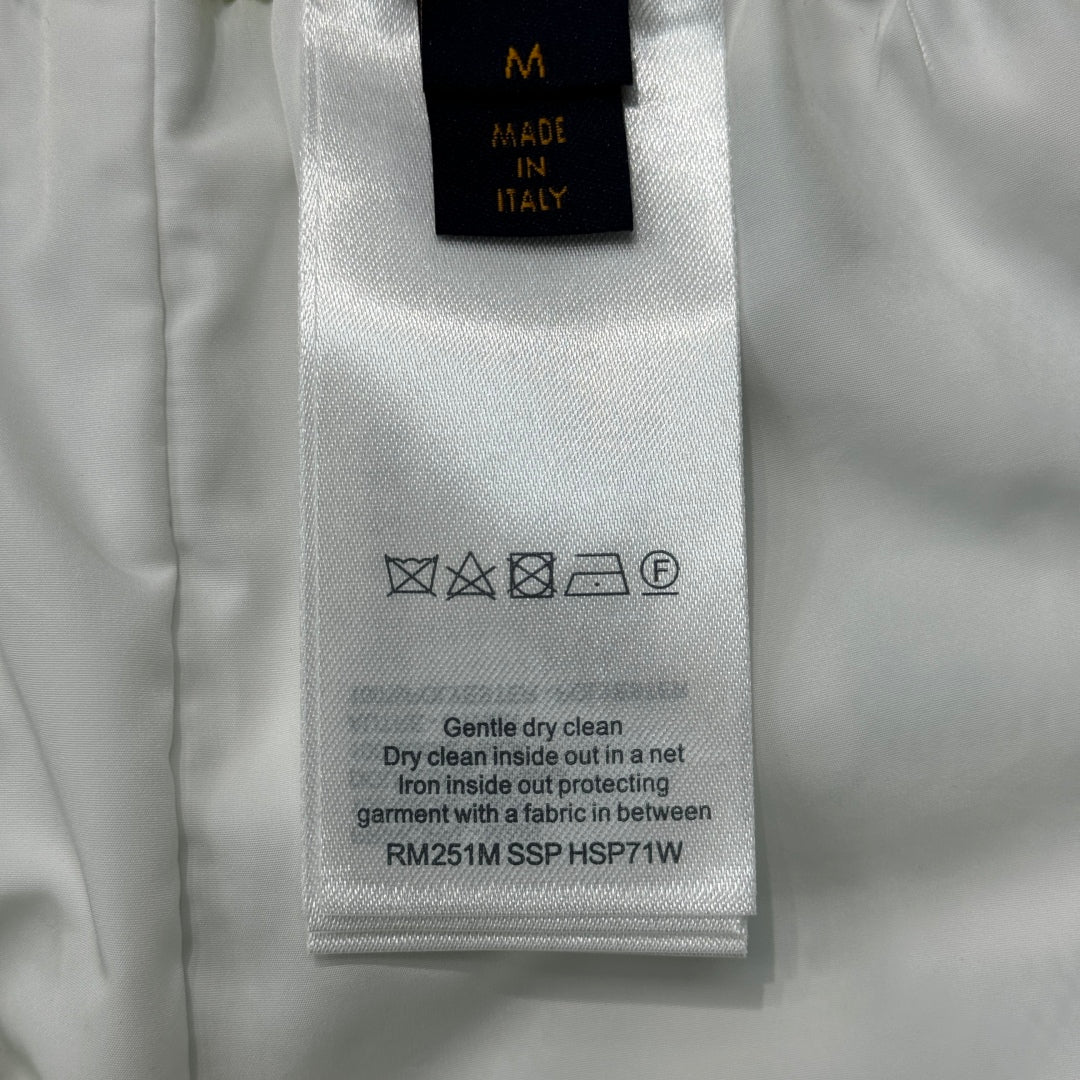 M
MADE
IN
ITALY
F
Gentle dry clean
Dry clean inside out in a net
Iron inside out protecting
garment with a fabric in between
RM251M SSP HSP71W